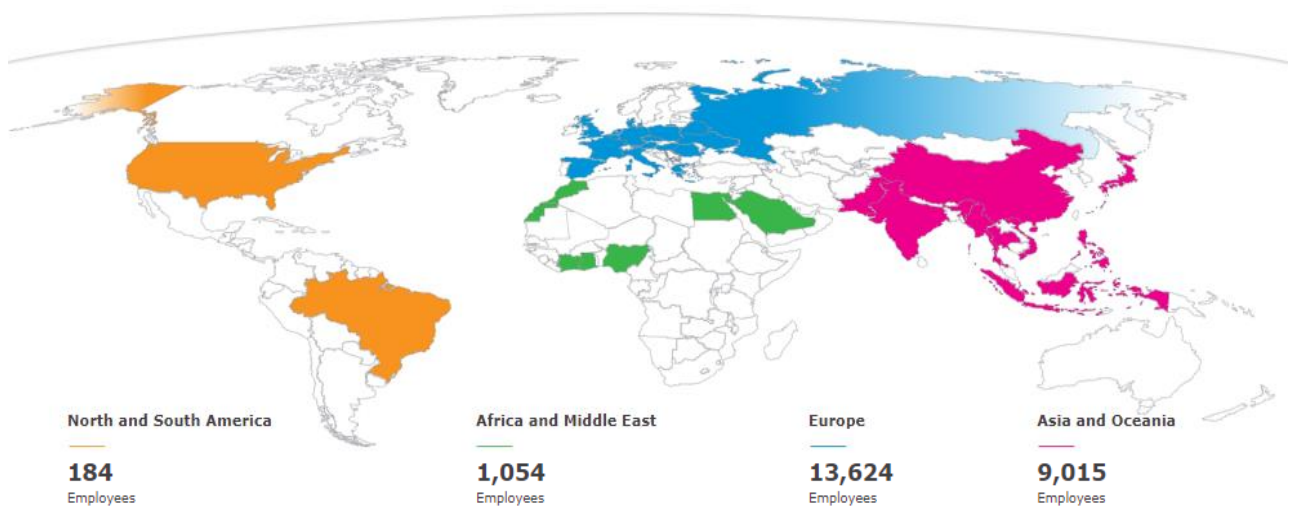 North and South America
184
Employees
Africa and Middle East
1,054
Employees
Europe
13,624
Employees
Asia and Oceania
9,015
Employees